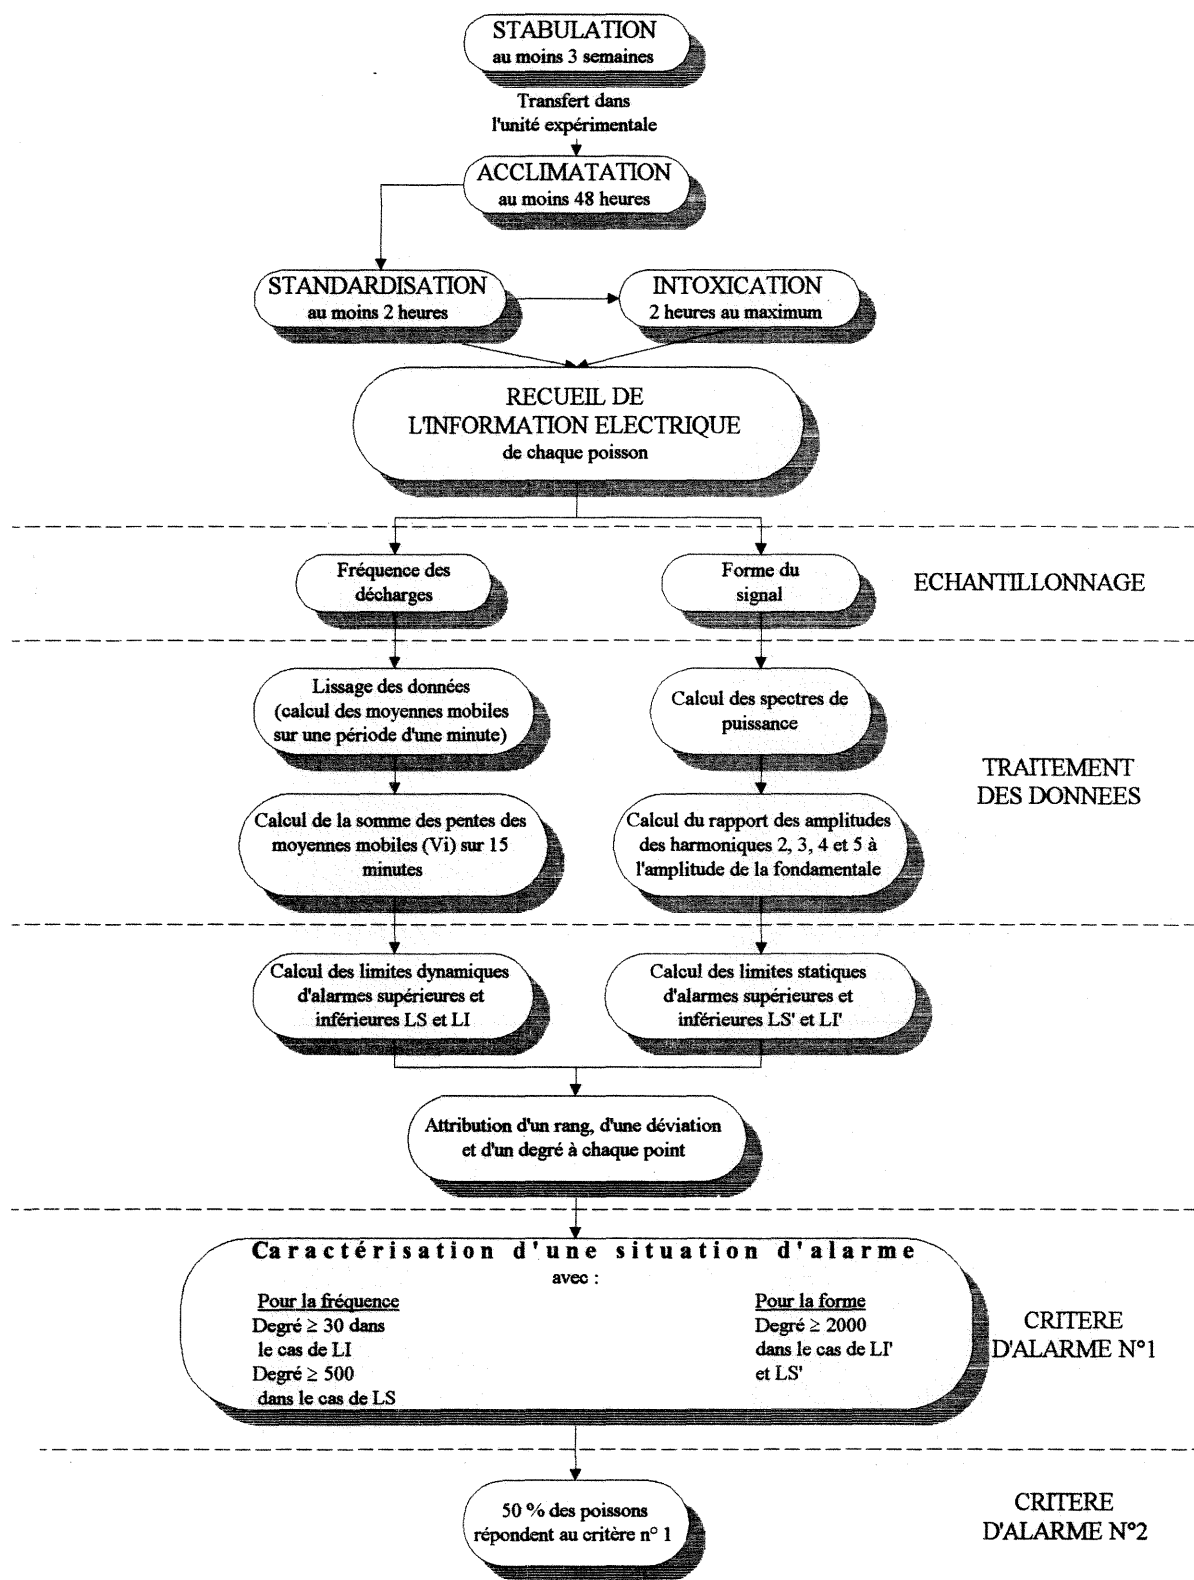 STABULATION
au moins 3 semaines
Transfert dans
l'unité expérimentale
ACCLIMATATION
au moins 48 heures
STANDARDISATION
au moins 2 heures
INTOXICATION
2 heures au maximum
RECUEIL DE
L'INFORMATION ELECTRIQUE
de chaque poisson
Fréquence des
décharges
Forme du
signal
ECHANTILLONNAGE
Lissage des données
(calcul des moyennes mobiles
sur une période d'une minute)
Calcul des spectres de
puissance
TRAITEMENT
DES DONNEES
Calcul de la somme des pentes des
moyennes mobiles (Vi) sur 15
minutes
Calcul du rapport des amplitudes
des harmoniques 2, 3, 4 et 5 à
l'amplitude de la fondamentale
Calcul des limites dynamiques
d'alarmes supérieures et
inférieures LS et LI
Calcul des limites statiques
d'alarmes supérieures et
inférieures LS' et LI'
Attribution d'un rang, d'une déviation
et d'un degré à chaque point
Caractérisation d'une situation d'alarme
avec :
Pour la fréquence
Degré ≥ 30 dans
le cas de LI
Degré ≥ 500
dans le cas de LS
Pour la forme
Degré ≥ 2000
dans le cas de LI'
et LS'
CRITERE
D'ALARME N°1
50 % des poissons
répondent au critère n° 1
CRITERE
D'ALARME N°2